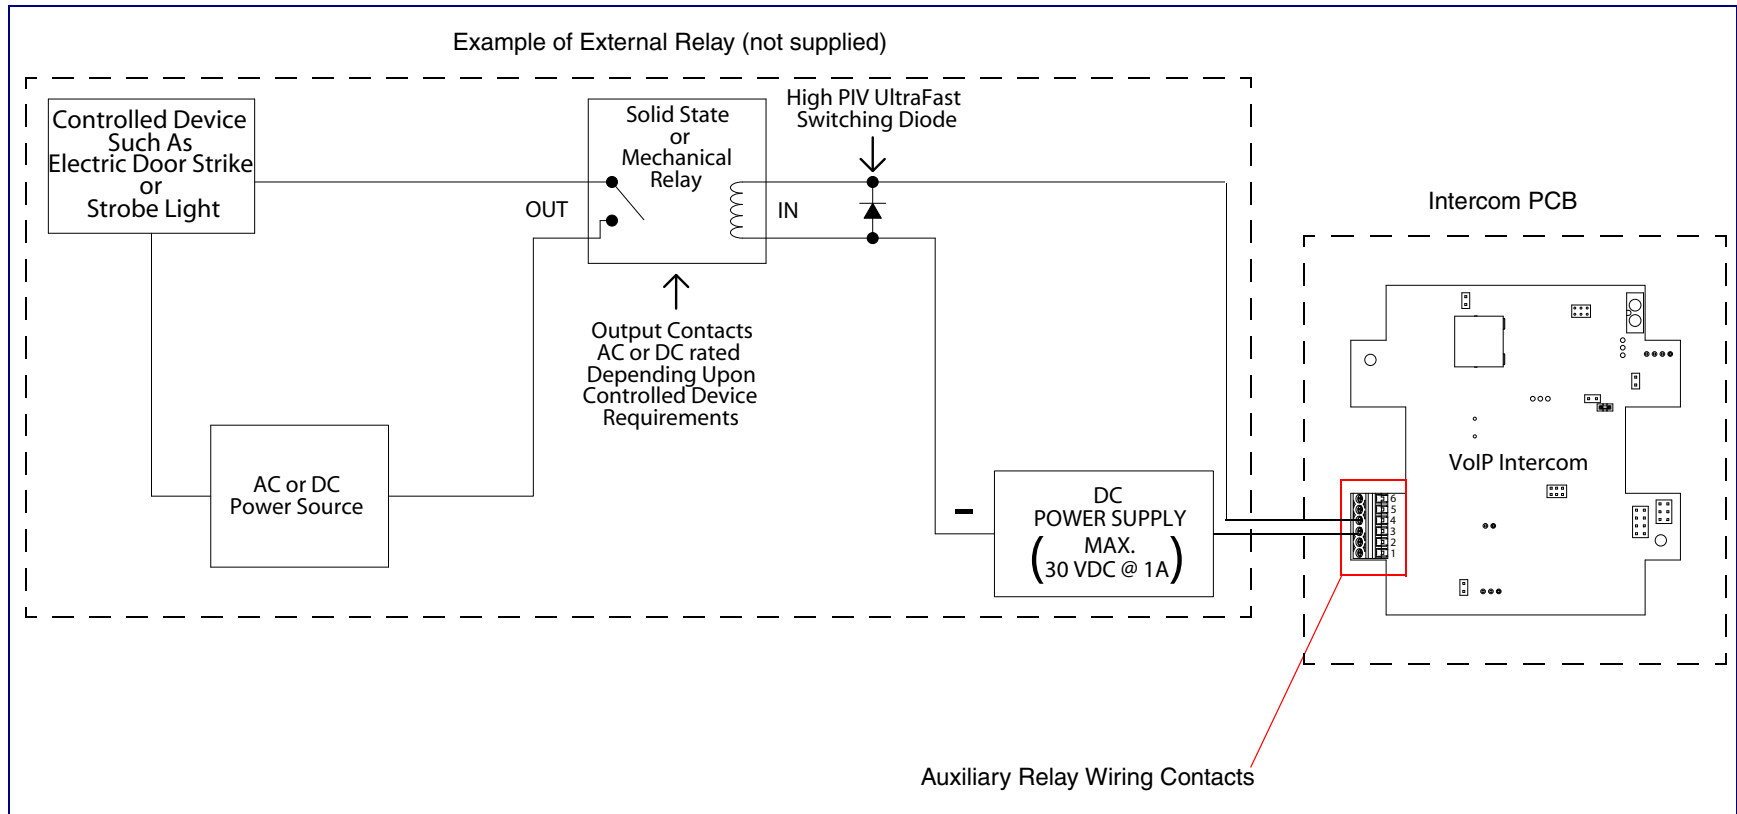 Example of External Relay (not supplied)
Controlled Device
Such As
Electric Door Strike
or
Strobe Light
Solid State
or
Mechanical
Relay
High PIV UltraFast
Switching Diode
OUT
IN
Output Contacts
AC or DC rated
Depending Upon
Controlled Device
Requirements
AC or DC
Power Source
–
DC
POWER SUPPLY
( MAX.
30 VDC @ 1A )
Intercom PCB
VoIP Intercom
6
5
4
3
2
1
Auxiliary Relay Wiring Contacts